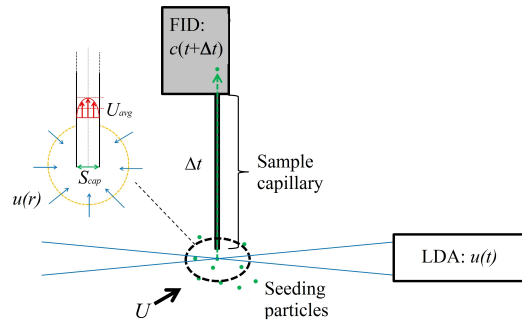 FID:
c(t+Δt)
U_avg
Δt
Sample
capillary
S_cap
u(r)
LDA: u(t)
U
Seeding
particles